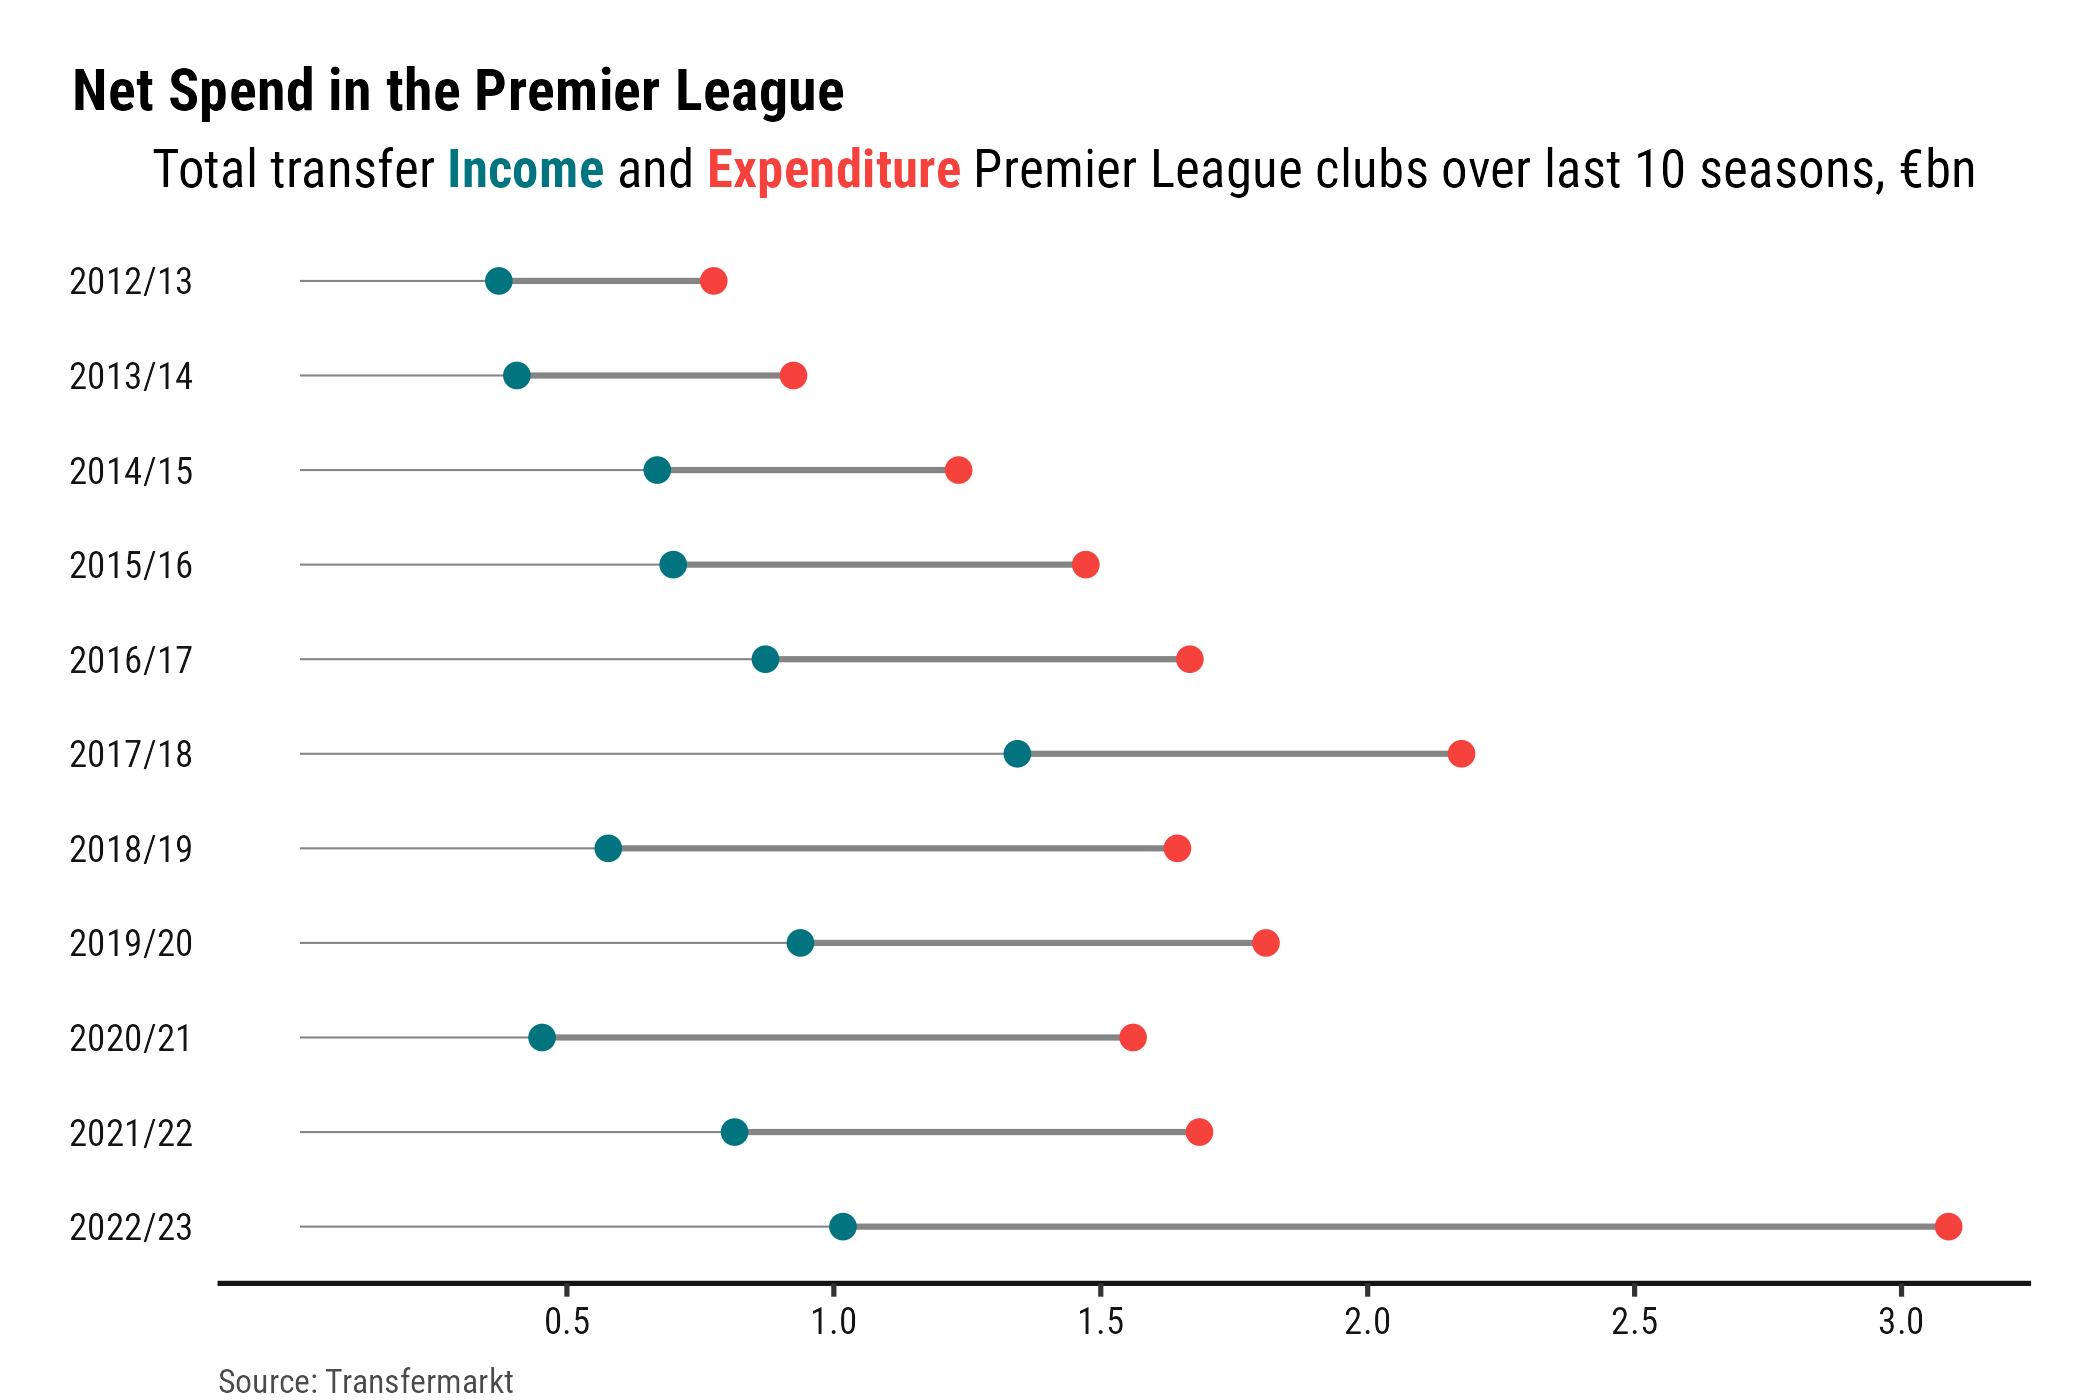 Net Spend in the Premier League
Total transfer Income and Expenditure Premier League clubs over last 10 seasons, €bn
2012/13
2013/14
2014/15
2015/16
2016/17
2017/18
2018/19
2019/20
2020/21
2021/22
2022/23
0.5 1.0 1.5 2.0 2.5 3.0
Source: Transfermarkt